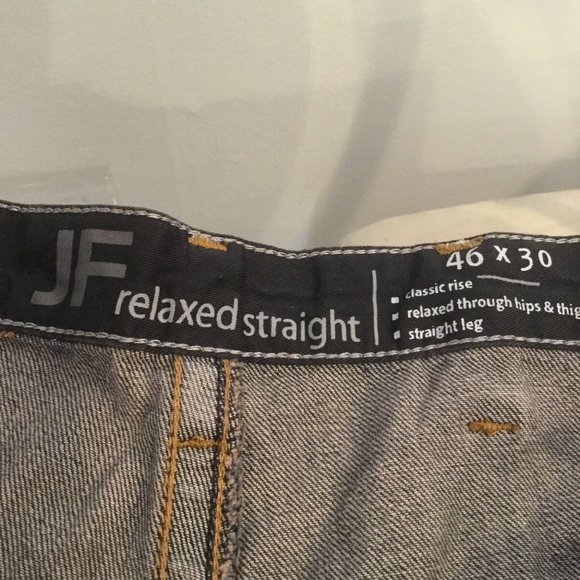 JF relaxed straight
46 x 30
classic rise
relaxed through hips & thig
straight leg